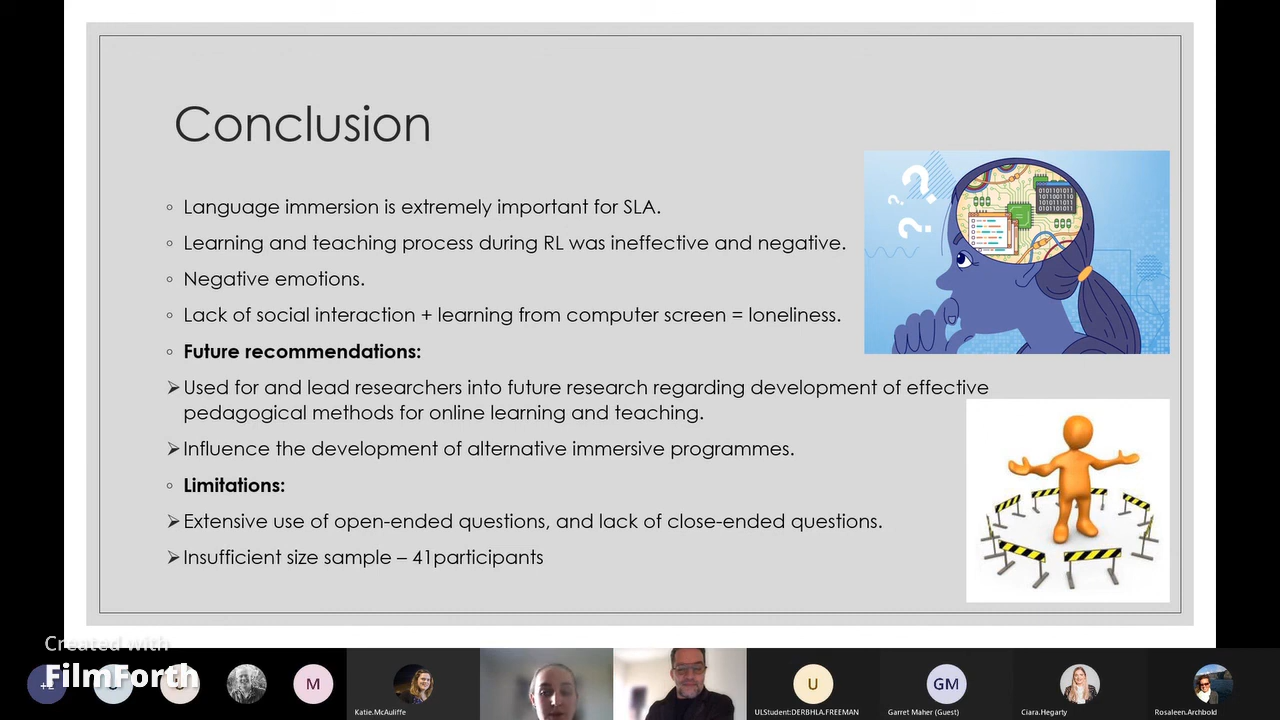 Conclusion
Language immersion is extremely important for SLA.
Learning and teaching process during RL was ineffective and negative.
Negative emotions.
Lack of social interaction + learning from computer screen = loneliness.
Future recommendations:
Used for and lead researchers into future research regarding development of effective
pedagogical methods for online learning and teaching.
Influence the development of alternative immersive programmes.
Limitations:
Extensive use of open-ended questions, and lack of close-ended questions.
Insufficient size sample – 41participants
? ? ?
0101101011
1011001110
1010110101
0101101011
Created with
FilmForth
M
Katie.McAuliffe
U
ULStudent:DERBHLA.FREEMAN
GM
Garret Maher (Guest)
Ciara.Hegarty
Rosaleen.Archbold